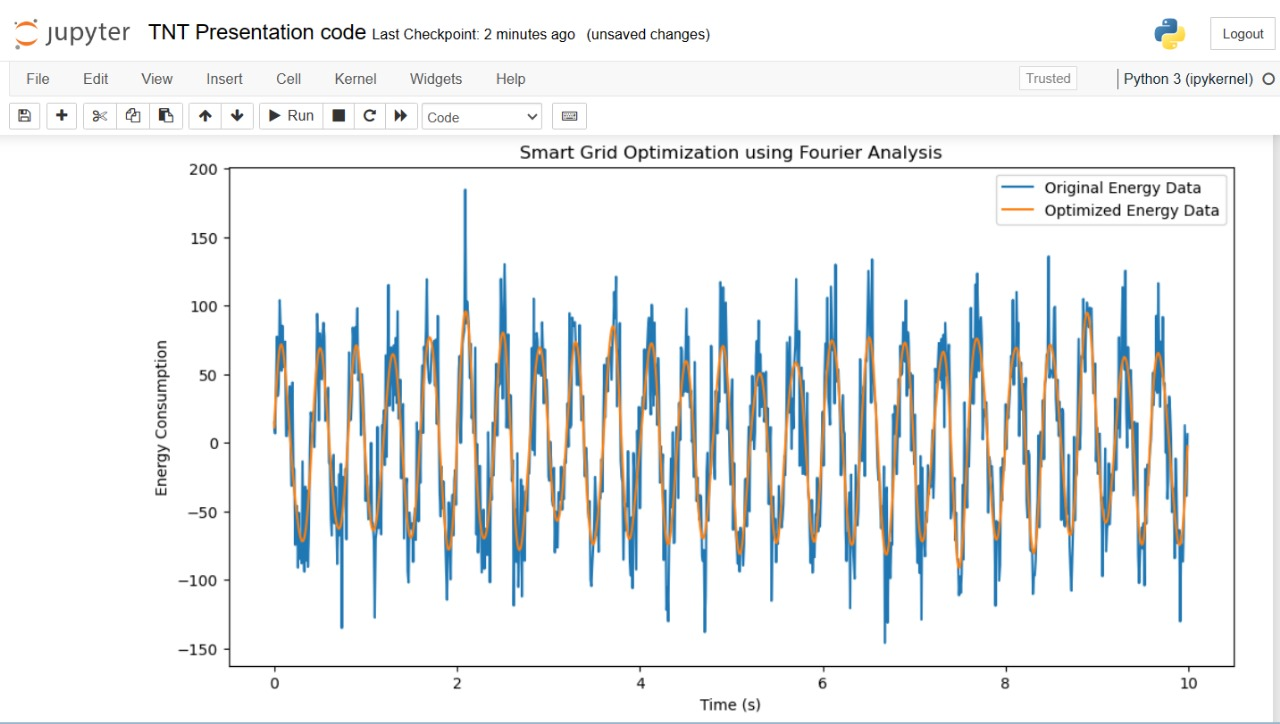 jupyter TNT Presentation code Last Checkpoint: 2 minutes ago (unsaved changes) Logout
File Edit View Insert Cell Kernel Widgets Help Trusted Python 3 (ipykernel)
Run Code
Smart Grid Optimization using Fourier Analysis
Original Energy Data
Optimized Energy Data
200
150
100
50
0
−50
−100
−150
Energy Consumption
0 2 4 6 8 10
Time (s)